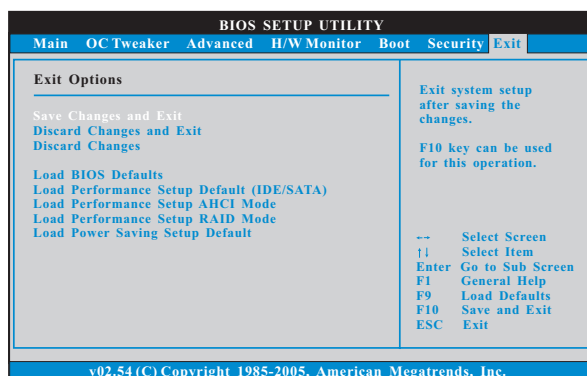 BIOS SETUP UTILITY
Main OC Tweaker Advanced H/W Monitor Boot Security Exit
Exit Options
Save Changes and Exit
Discard Changes and Exit
Discard Changes
Load BIOS Defaults
Load Performance Setup Default (IDE/SATA)
Load Performance Setup AHCI Mode
Load Performance Setup RAID Mode
Load Power Saving Setup Default
Exit system setup
after saving the
changes.
F10 key can be used
for this operation.
←→ Select Screen
↑↓ Select Item
Enter Go to Sub Screen
F1 General Help
F9 Load Defaults
F10 Save and Exit
ESC Exit
v02.54 (C) Copyright 1985-2005, American Megatrends, Inc.